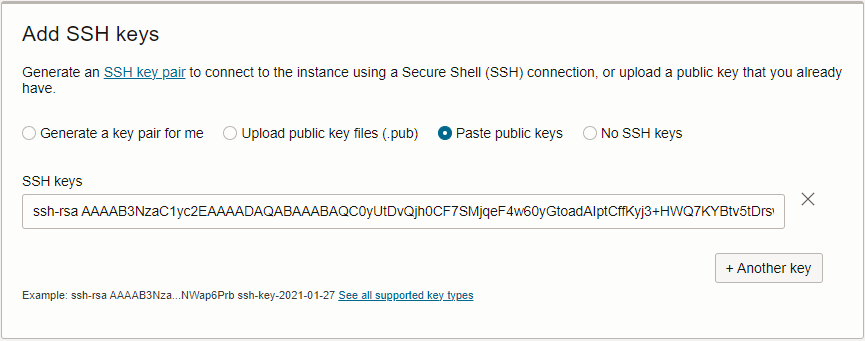 Add SSH keys
Generate an SSH key pair to connect to the instance using a Secure Shell (SSH) connection, or upload a public key that you already
have.
Generate a key pair for me Upload public key files (.pub) Paste public keys No SSH keys
SSH keys
ssh-rsa AAAAB3NzaC1yc2EAAAADAQABAAABAQC0yUtDvQjh0CF7SMjqeF4w60yGtoadAIptCffKyj3+HWQ7KYBtv5tDrs
+ Another key
Example: ssh-rsa AAAAB3Nza...NWap6Prb ssh-key-2021-01-27 See all supported key types